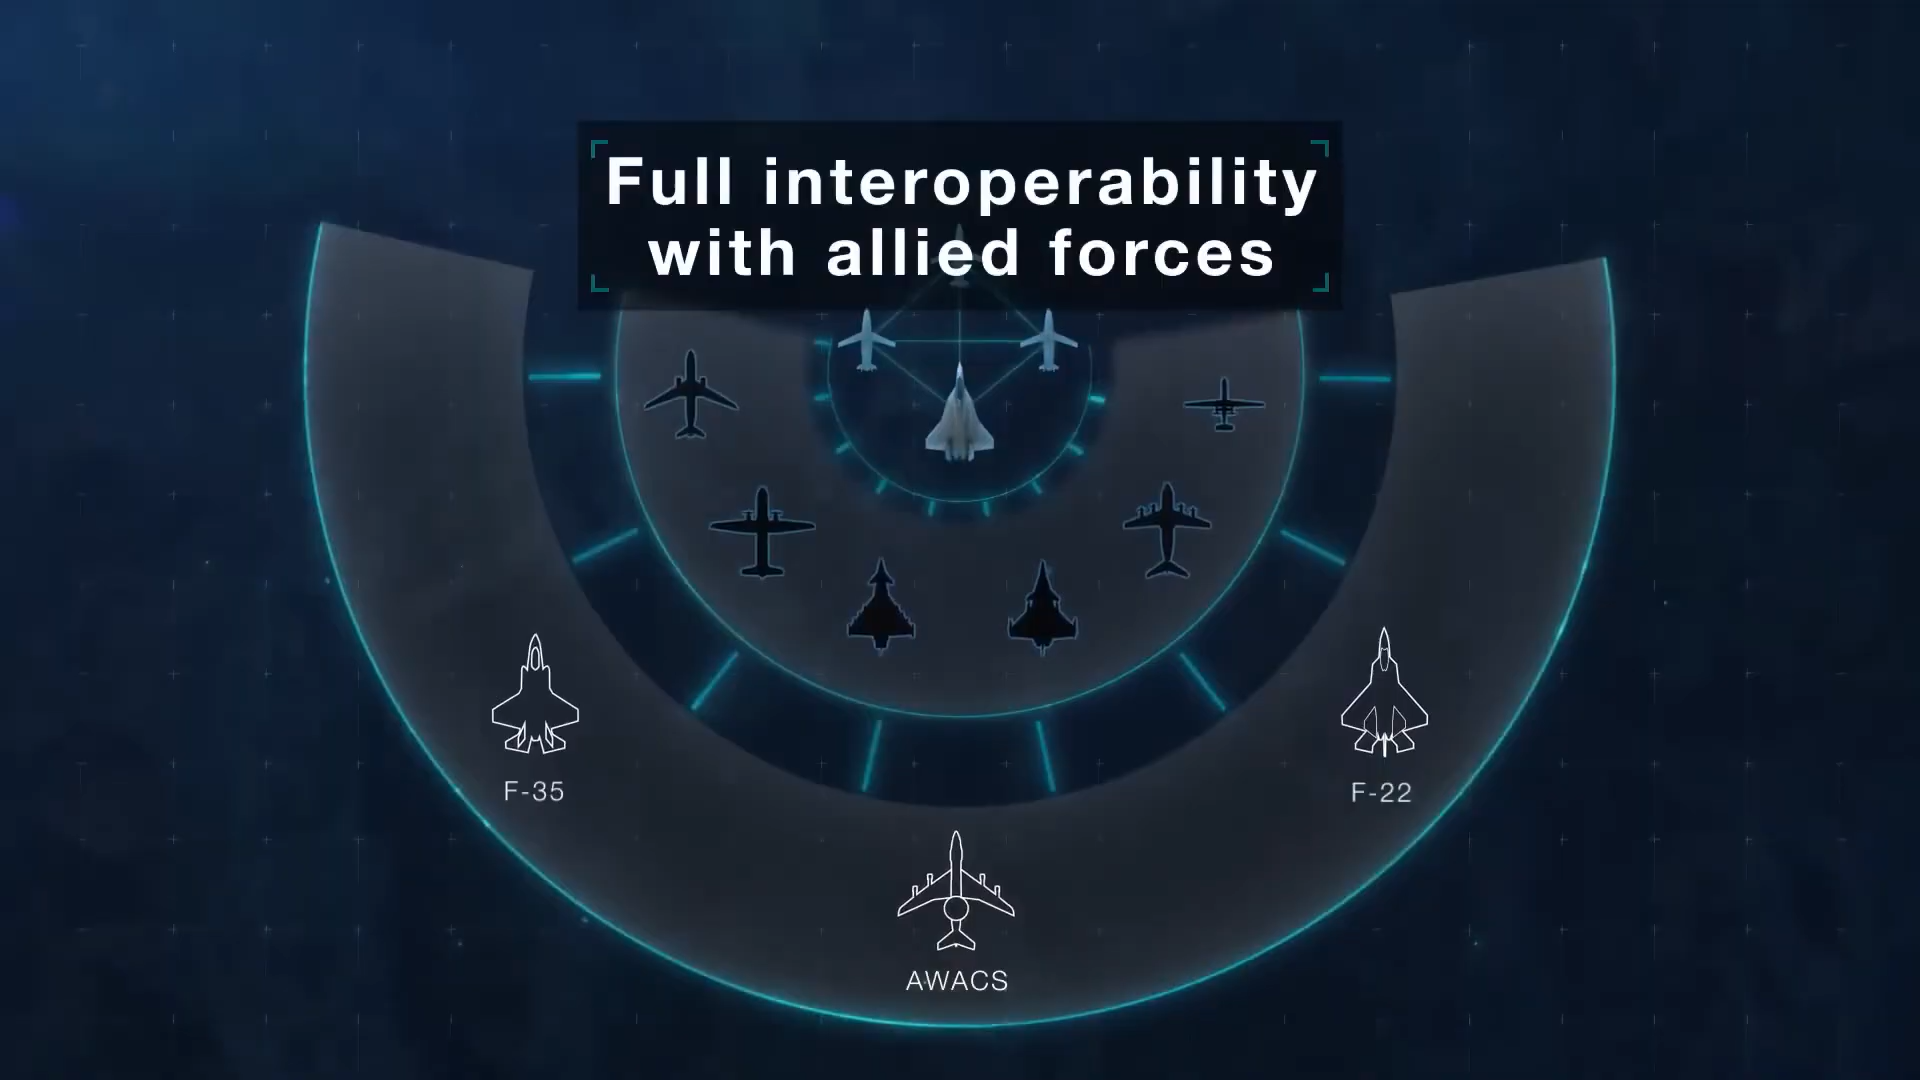 Full interoperability
with allied forces
F-35
F-22
AWACS